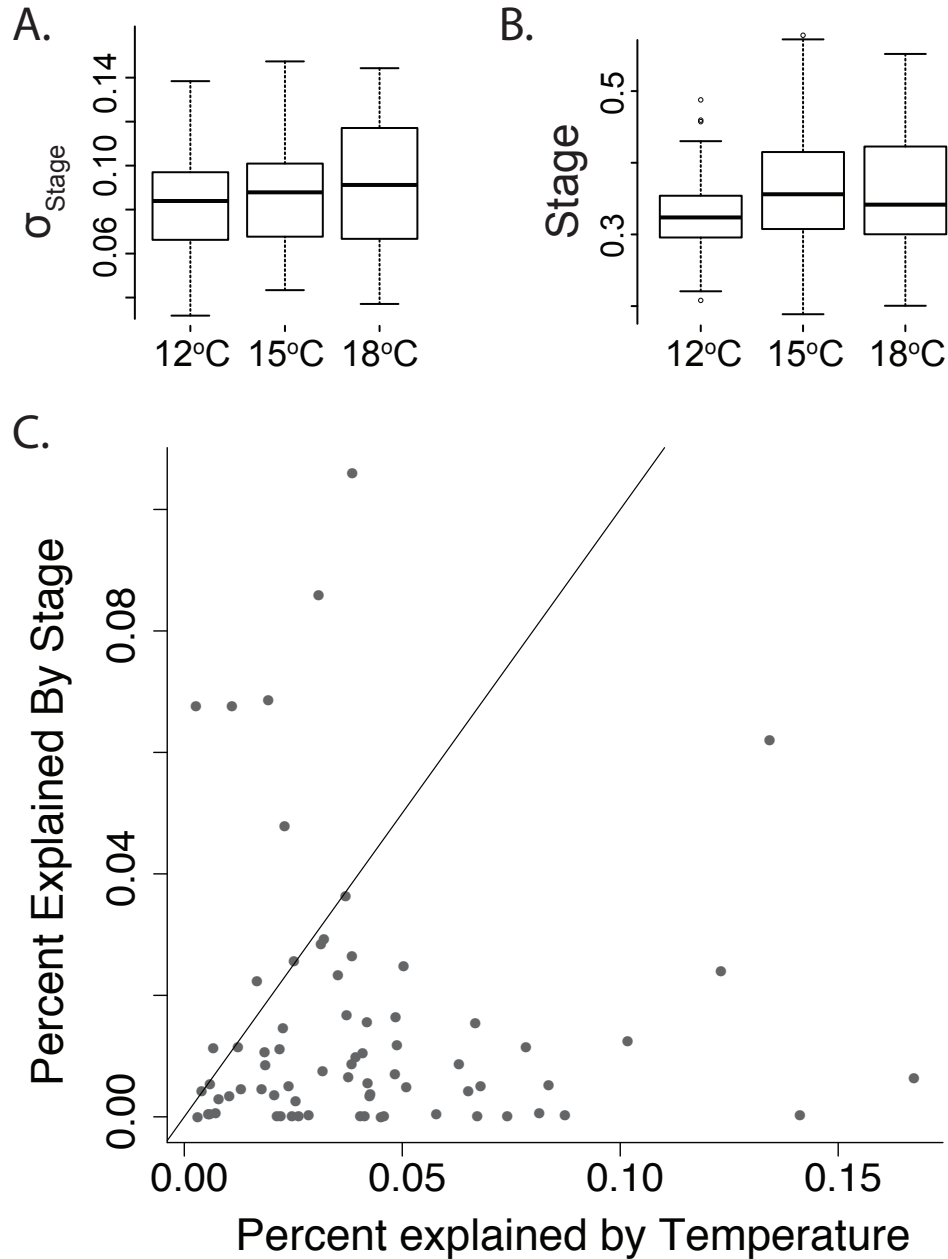 A.
σStage
0.06 0.10 0.14
12°C 15°C 18°C
B.
Stage
0.3 0.5
12°C 15°C 18°C
C.
Percent Explained By Stage
0.00 0.04 0.08
0.00 0.05 0.10 0.15
Percent explained by Temperature